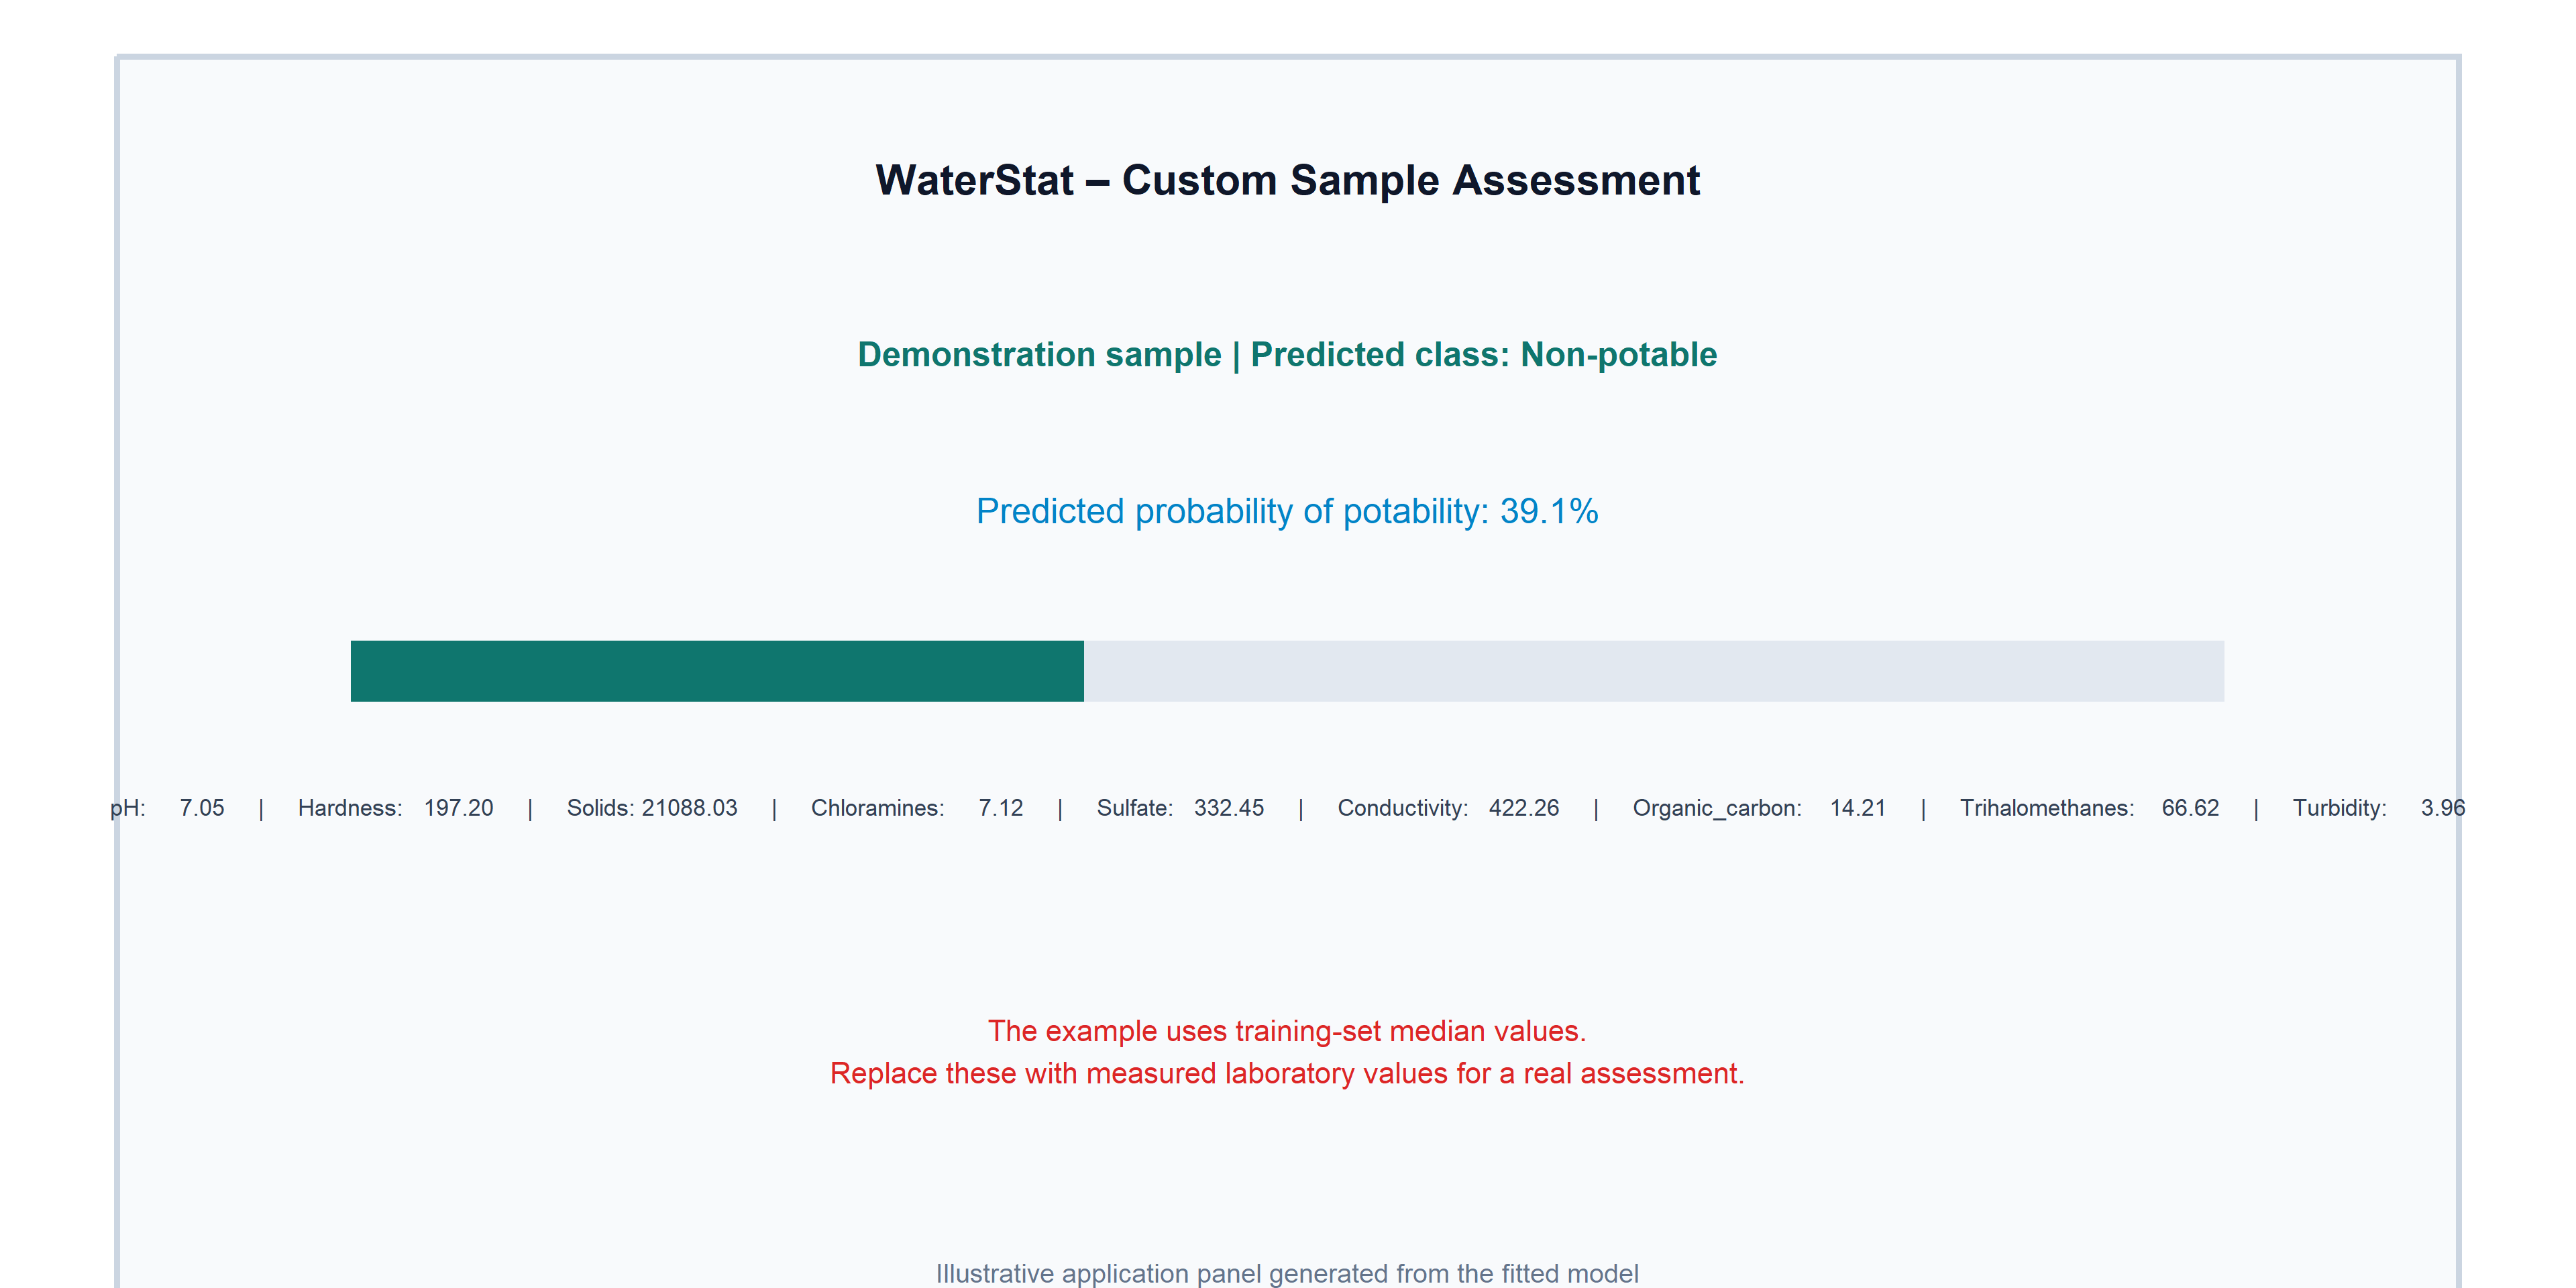 WaterStat – Custom Sample Assessment
Demonstration sample | Predicted class: Non-potable
Predicted probability of potability: 39.1%
pH: 7.05 | Hardness: 197.20 | Solids: 21088.03 | Chloramines: 7.12 | Sulfate: 332.45 | Conductivity: 422.26 | Organic_carbon: 14.21 | Trihalomethanes: 66.62 | Turbidity: 3.96
The example uses training-set median values.
Replace these with measured laboratory values for a real assessment.
Illustrative application panel generated from the fitted model